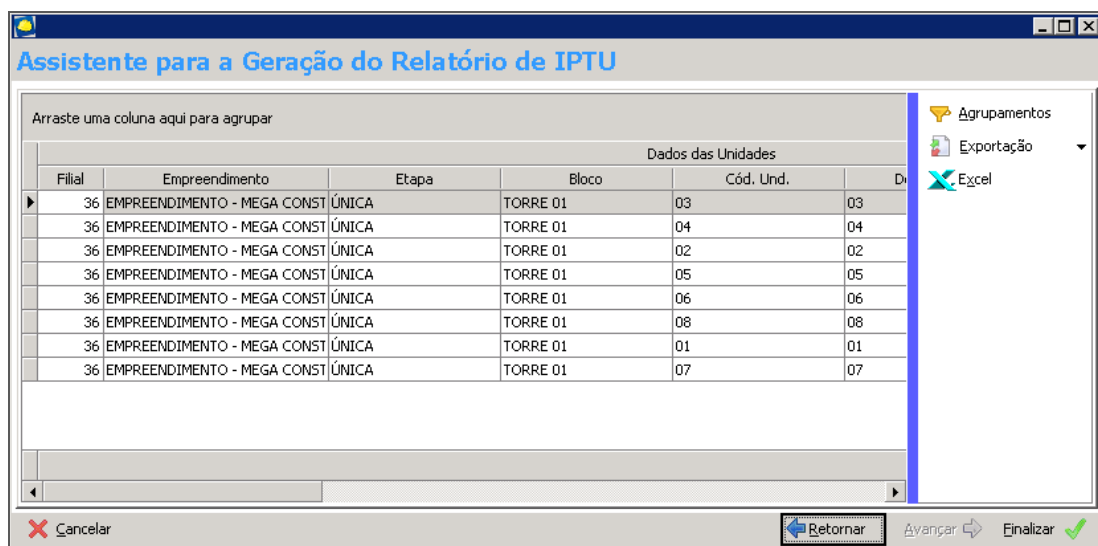 Assistente para a Geração do Relatório de IPTU
Arraste uma coluna aqui para agrupar
Dados das Unidades
Filial Empreendimento Etapa Bloco Cód. Und.
36 EMPREENDIMENTO - MEGA CONST ÚNICA TORRE 01 03 03
36 EMPREENDIMENTO - MEGA CONST ÚNICA TORRE 01 04 04
36 EMPREENDIMENTO - MEGA CONST ÚNICA TORRE 01 02 02
36 EMPREENDIMENTO - MEGA CONST ÚNICA TORRE 01 05 05
36 EMPREENDIMENTO - MEGA CONST ÚNICA TORRE 01 06 06
36 EMPREENDIMENTO - MEGA CONST ÚNICA TORRE 01 08 08
36 EMPREENDIMENTO - MEGA CONST ÚNICA TORRE 01 01 01
36 EMPREENDIMENTO - MEGA CONST ÚNICA TORRE 01 07 07
Agrupamentos
Exportação
Excel
Cancelar Retornar Avançar Finalizar